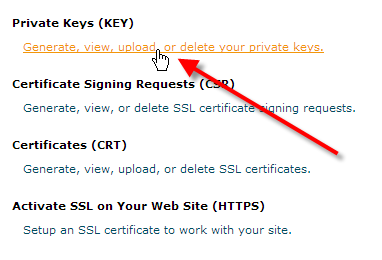 Private Keys (KEY)
Generate, view, upload, or delete your private keys.
Certificate Signing Requests (CSR)
Generate, view, or delete SSL certificate signing requests.
Certificates (CRT)
Generate, view, upload, or delete SSL certificates.
Activate SSL on Your Web Site (HTTPS)
Setup an SSL certificate to work with your site.